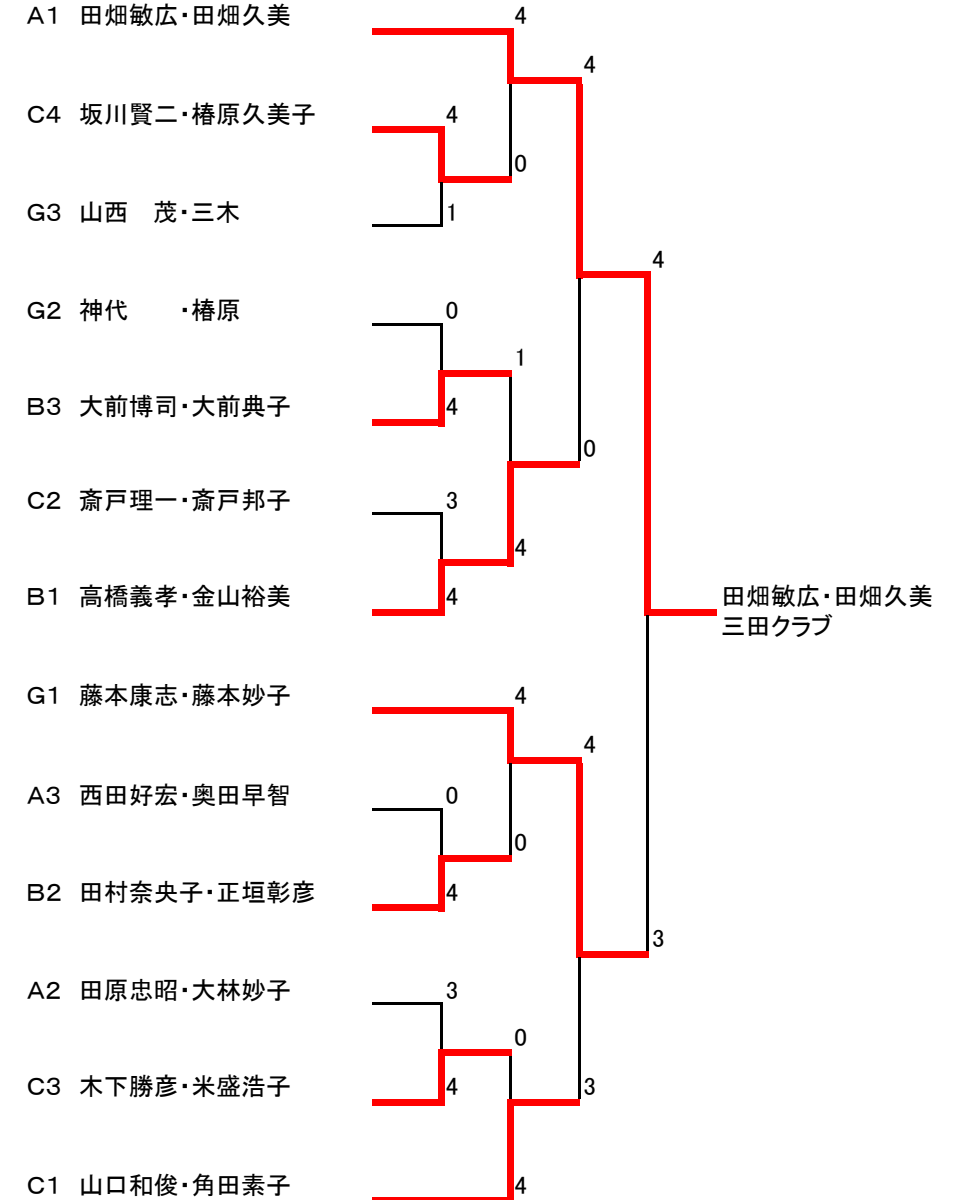 A1 田畑敏広・田畑久美
4
4
C4 坂川賢二・椿原久美子
4
0
G3 山西　茂・三木
1
4
G2 神代　　・椿原
0
1
B3 大前博司・大前典子
4
0
C2 斎戸理一・斎戸邦子
3
4
B1 高橋義孝・金山裕美
4
田畑敏広・田畑久美
三田クラブ
G1 藤本康志・藤本妙子
4
4
A3 西田好宏・奥田早智
0
0
B2 田村奈央子・正垣彰彦
4
3
A2 田原忠昭・大林妙子
3
0
C3 木下勝彦・米盛浩子
4
3
C1 山口和俊・角田素子
4